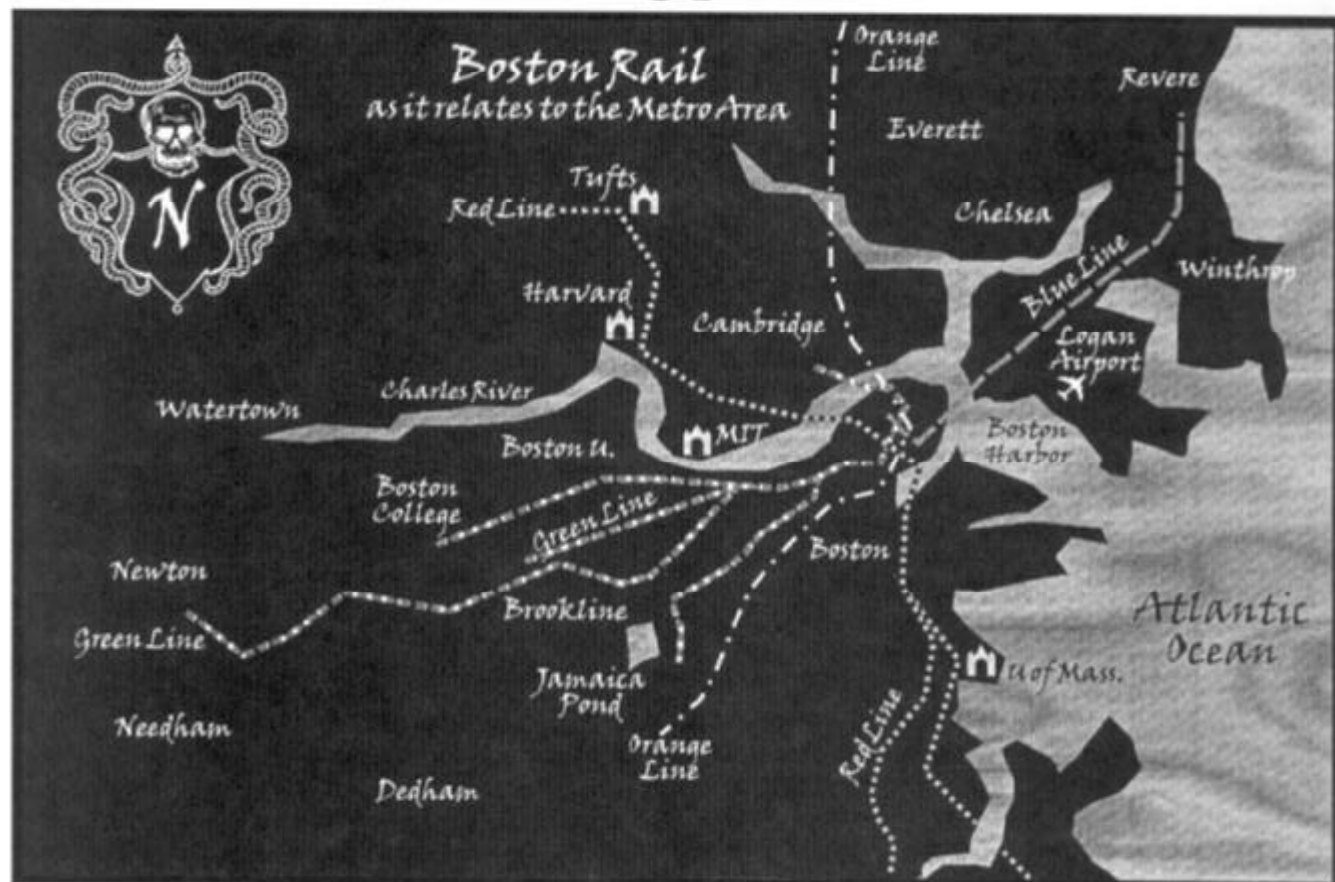 Boston Rail
as it relates to the Metro Area
N
Orange
Line
Revere
Everett
Tufts
Red Line
Chelsea
Harvard
Blue Line
Winthrop
Cambridge
Logan
Airport
Charles River
Watertown
MIT
Boston U.
Boston
Harbor
Boston
College
Green Line
Boston
Newton
Brookline
Atlantic
Ocean
Green Line
U of Mass.
Jamaica
Pond
Needham
Red Line
Orange
Line
Dedham